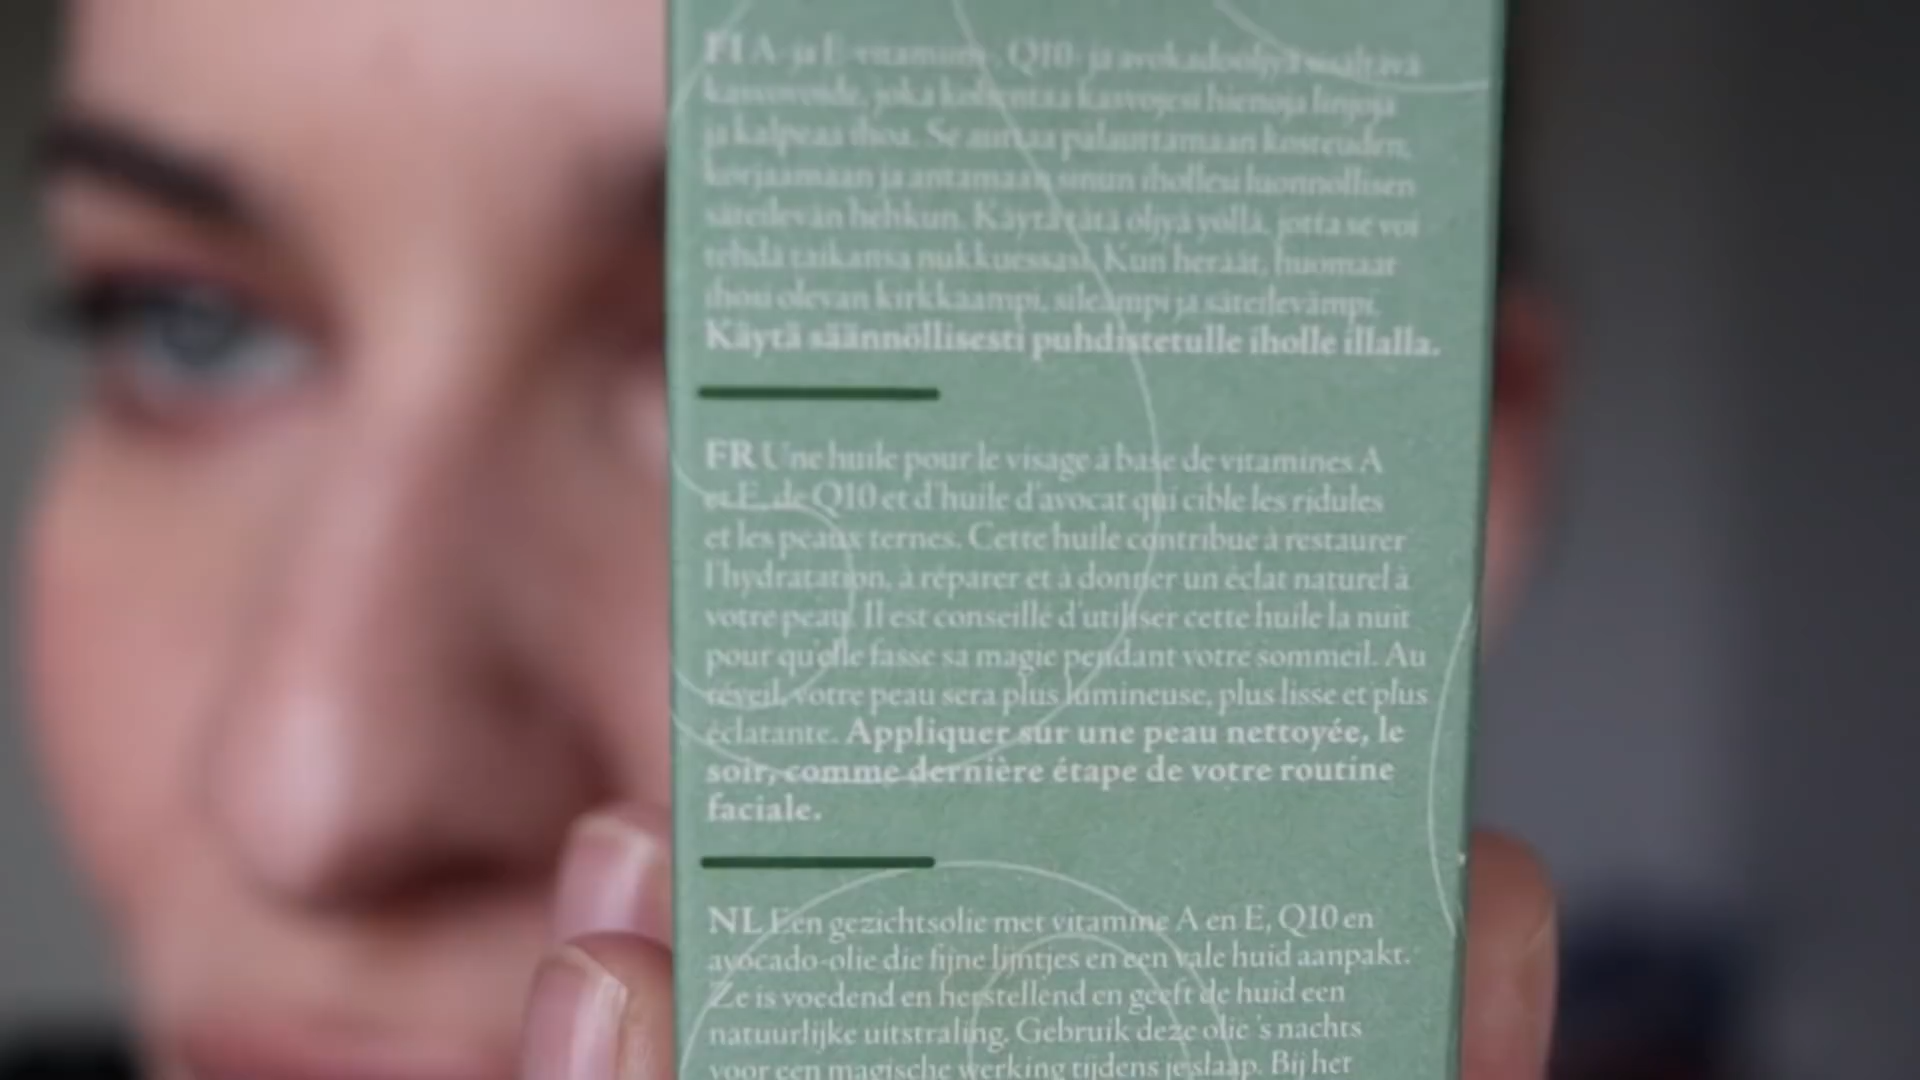 FI A- ja E-vitamiini-, Q10- ja avokadoöljyä sisältävä
kasvovoide, joka kohentaa kasvojesi hienoja linjoja
ja kalpeaa ihoa. Se auttaa palauttamaan kosteuden,
korjaamaan ja antamaan sinun ihollesi luonnollisen
säteilevän hehkun. Käytä tätä öljyä yöllä, jotta se voi
tehdä taikansa nukkuessasi. Kun heräät, huomaat
ihosi olevan kirkkaampi, sileämpi ja säteilevämpi.
Käytä säännöllisesti puhdistetulle iholle illalla.
FR Une huile pour le visage à base de vitamines A
et E, de Q10 et d'huile d'avocat qui cible les ridules
et les peaux ternes. Cette huile contribue à restaurer
l'hydratation, à réparer et à donner un éclat naturel à
votre peau. Il est conseillé d'utiliser cette huile la nuit
pour qu'elle fasse sa magie pendant votre sommeil. Au
réveil, votre peau sera plus lumineuse, plus lisse et plus
éclatante. Appliquer sur une peau nettoyée, le
soir, comme dernière étape de votre routine
faciale.
NL Een gezichtsolie met vitamine A en E, Q10 en
avocado-olie die fijne lijntjes en een vale huid aanpakt.
Ze is voedend en herstellend en geeft de huid een
natuurlijke uitstraling. Gebruik deze olie 's nachts
voor een magische werking tijdens je slaap. Bij het